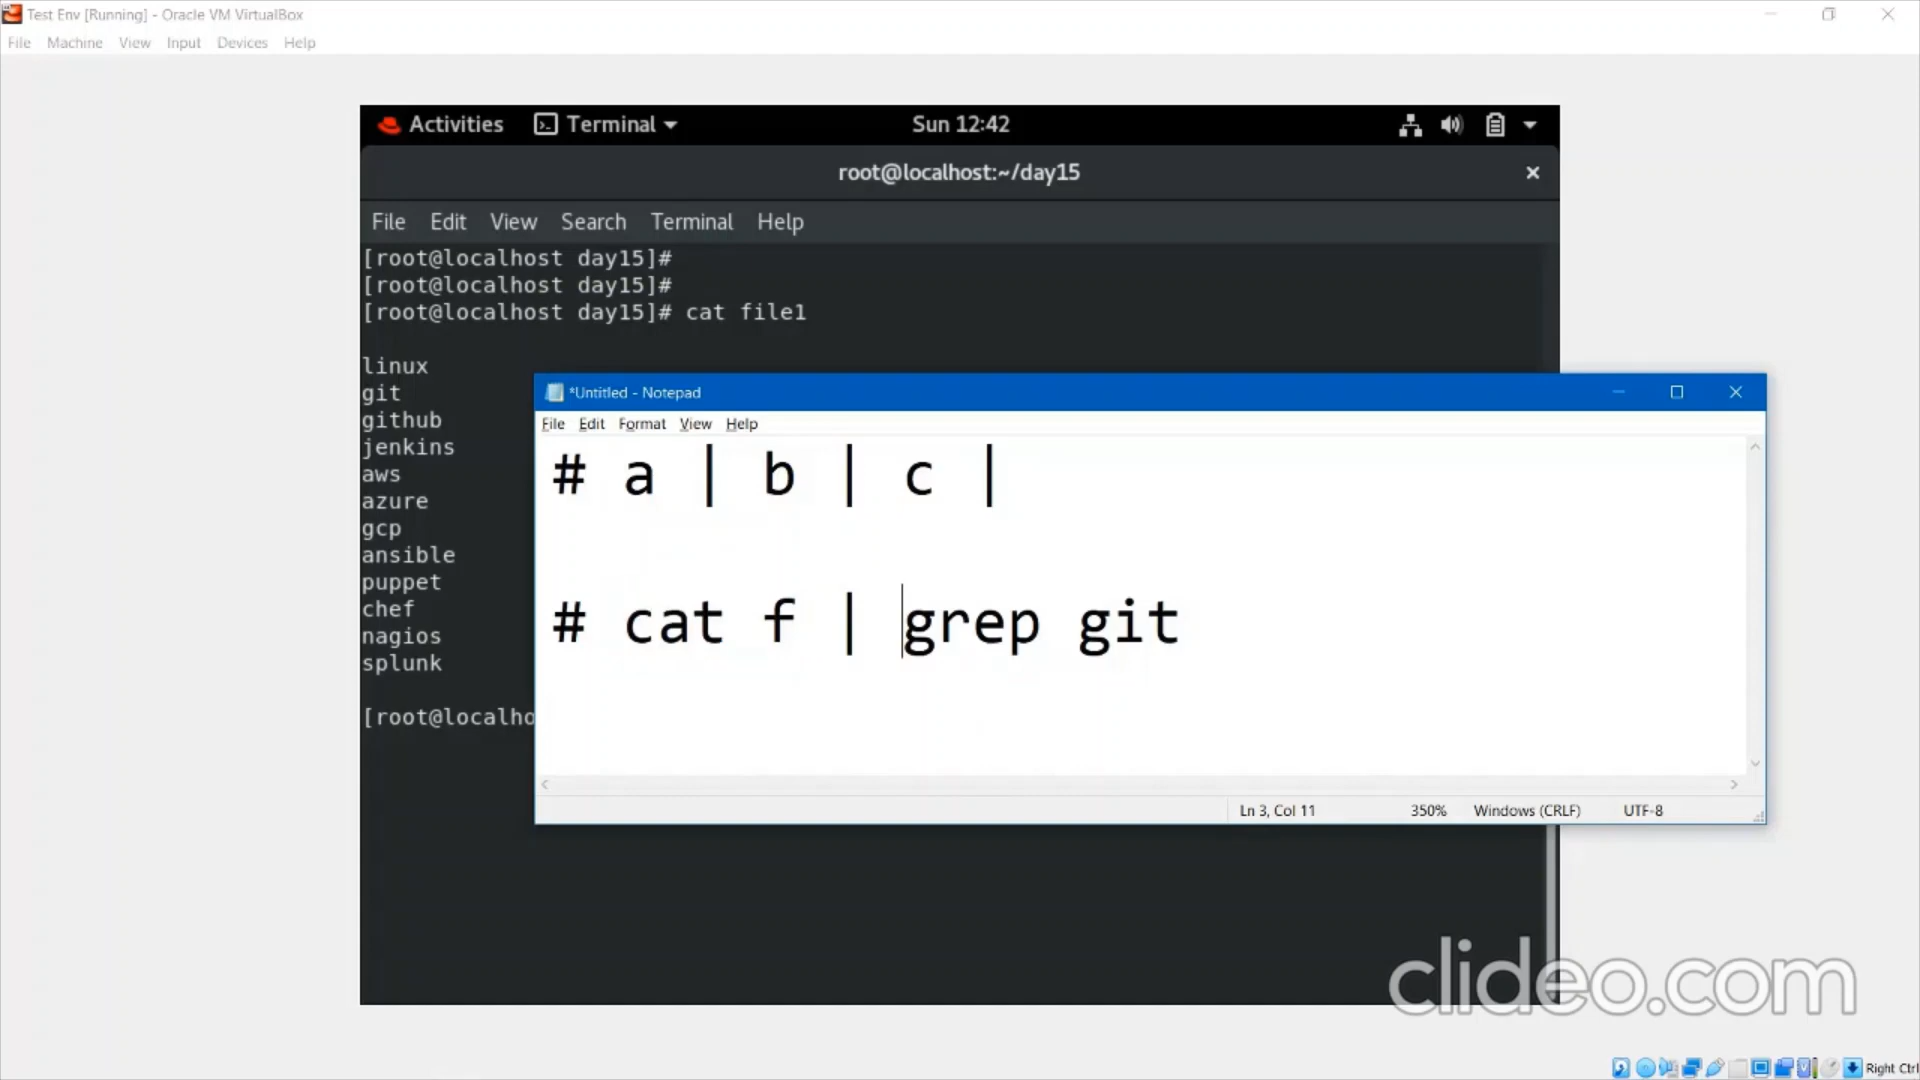 Test Env [Running] - Oracle VM VirtualBox
File Machine View Input Devices Help
Activities Terminal Sun 12:42
root@localhost:~/day15
File Edit View Search Terminal Help
[root@localhost day15]#
[root@localhost day15]#
[root@localhost day15]# cat file1
linux
git
github
jenkins
aws
azure
gcp
ansible
puppet
chef
nagios
splunk
[root@localho
*Untitled - Notepad
File Edit Format View Help
# a | b | c |
# cat f | grep git
Ln 3, Col 11 350% Windows (CRLF) UTF-8
clideo.com
Right Ctrl